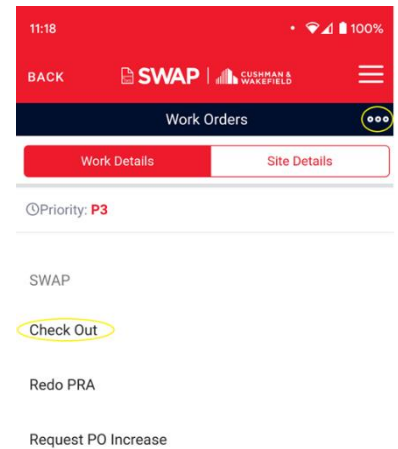 11:18 100%
BACK SWAP | CUSHMAN &
WAKEFIELD
Work Orders
Work Details Site Details
Priority: P3
SWAP
Check Out
Redo PRA
Request PO Increase